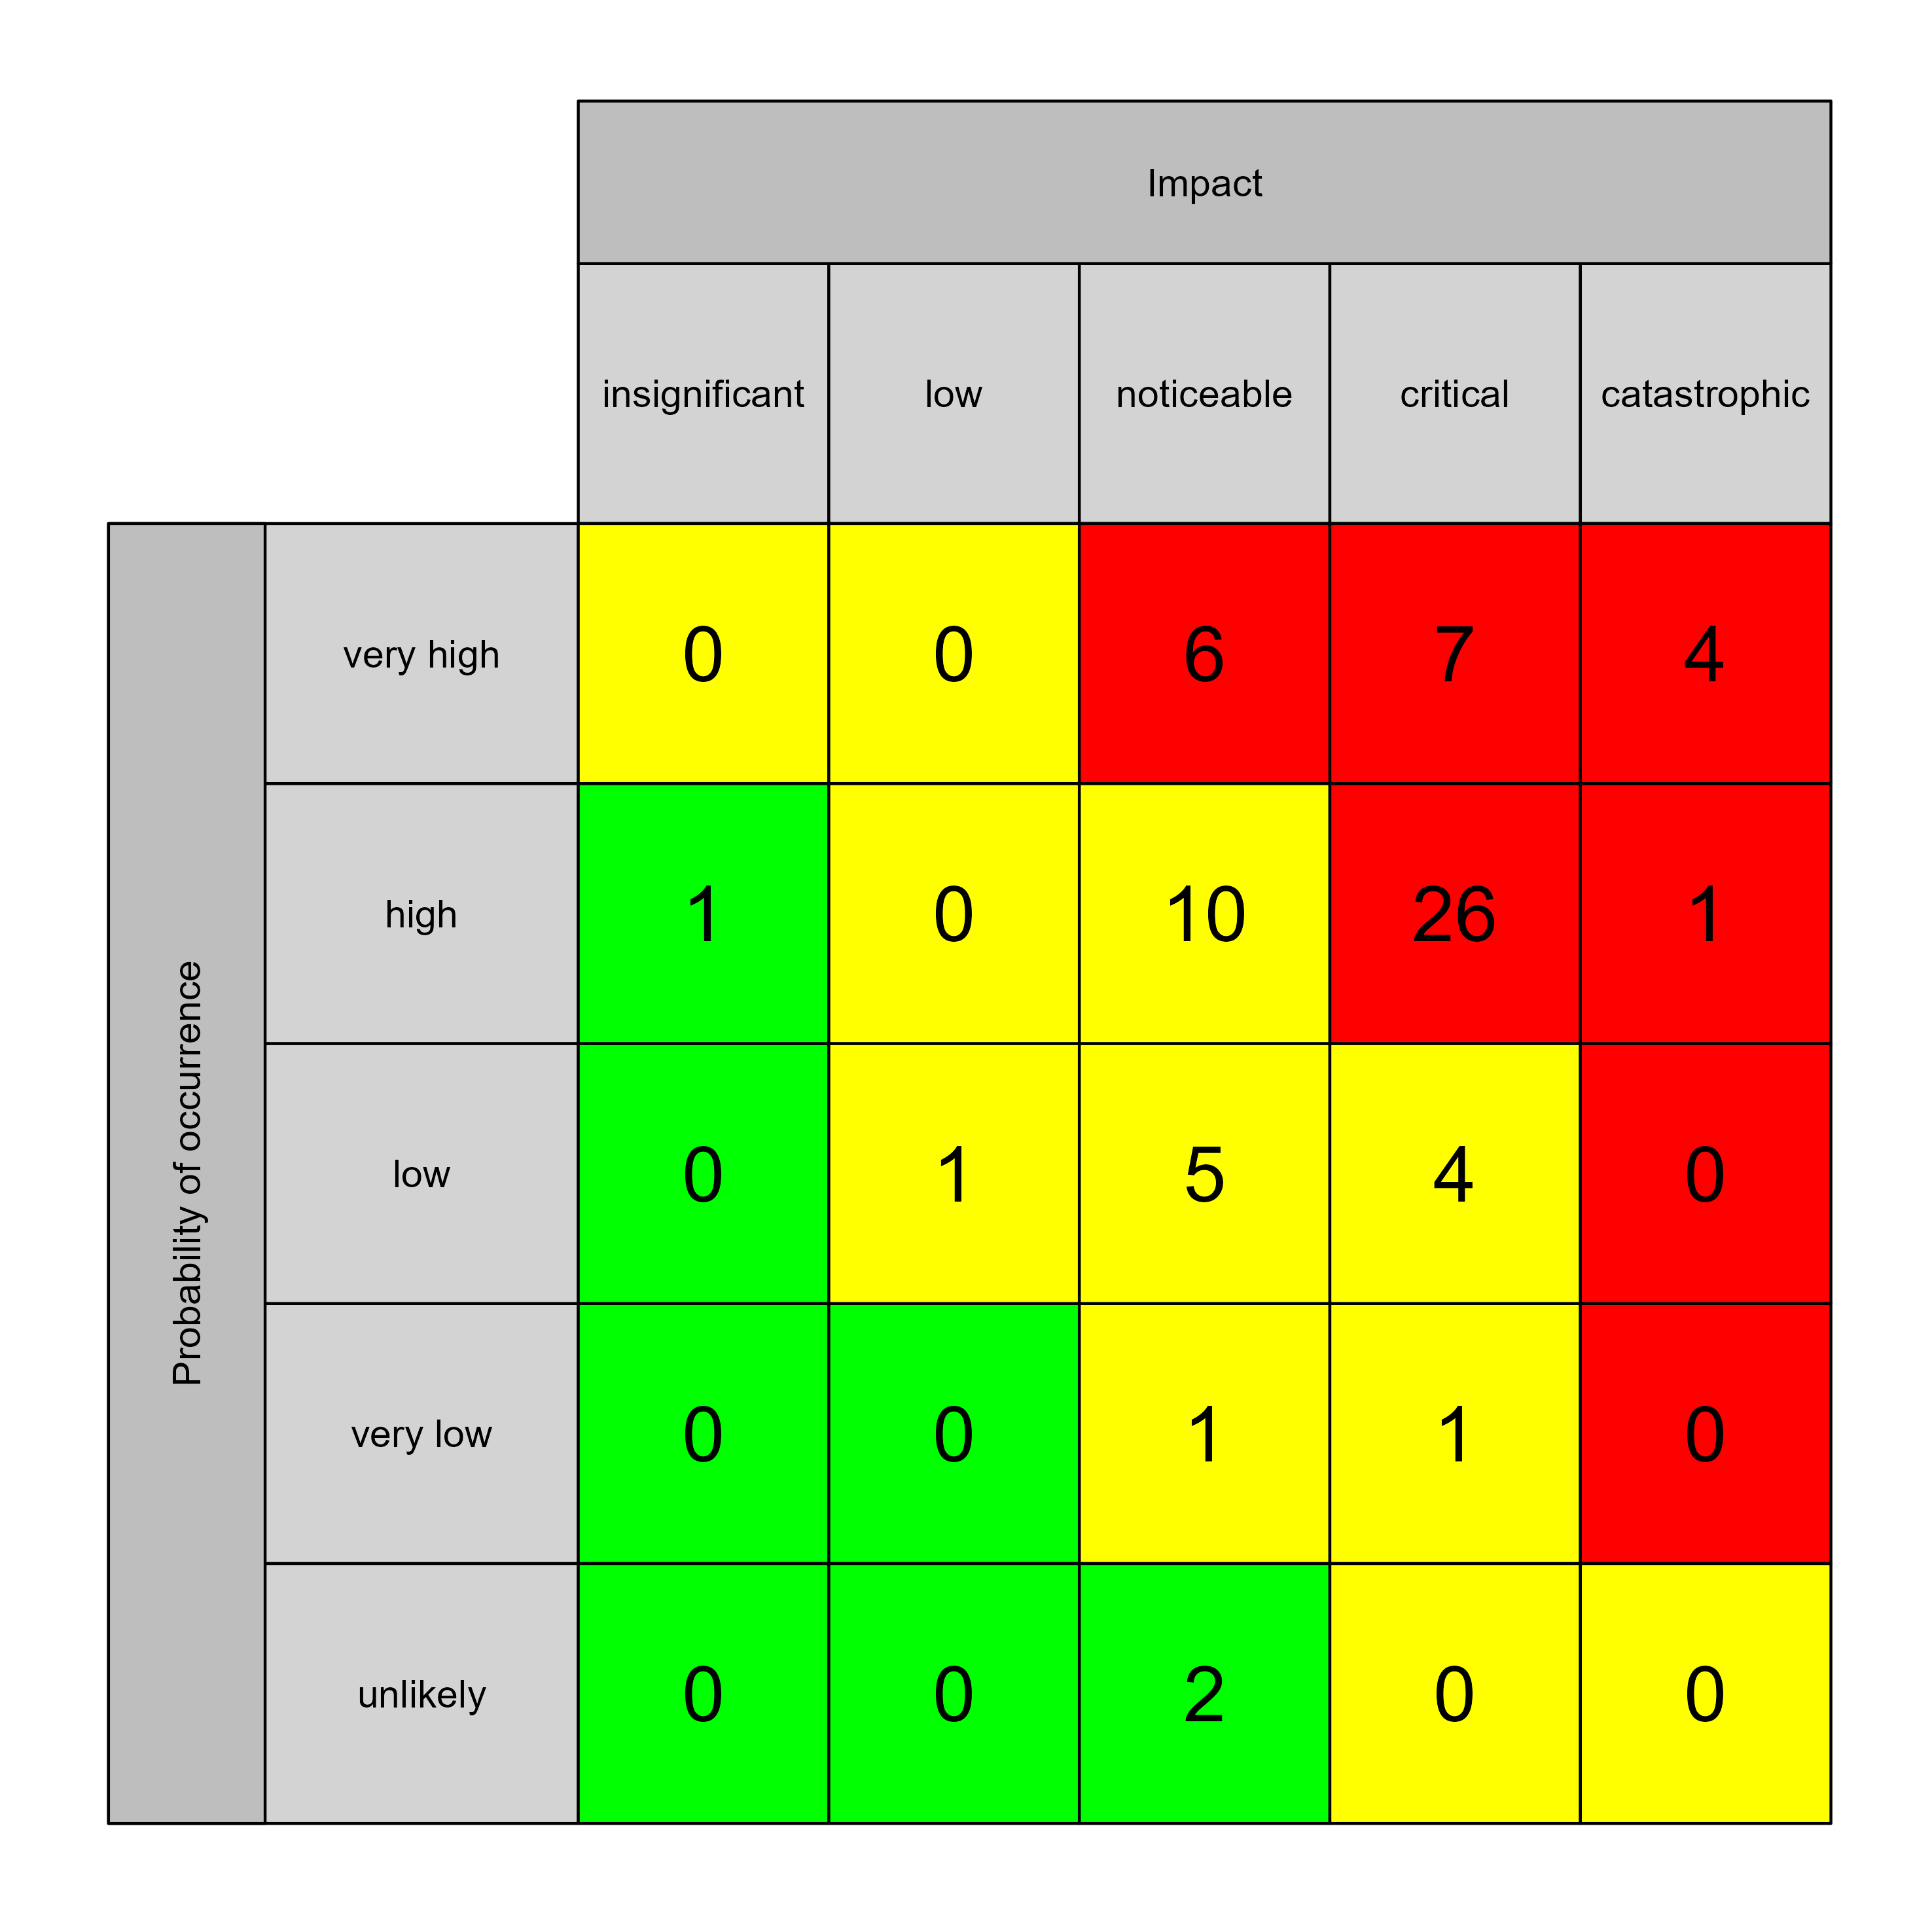 Impact
insignificant low noticeable critical catastrophic
Probability of occurrence
very high 0 0 6 7 4
high 1 0 10 26 1
low 0 1 5 4 0
very low 0 0 1 1 0
unlikely 0 0 2 0 0